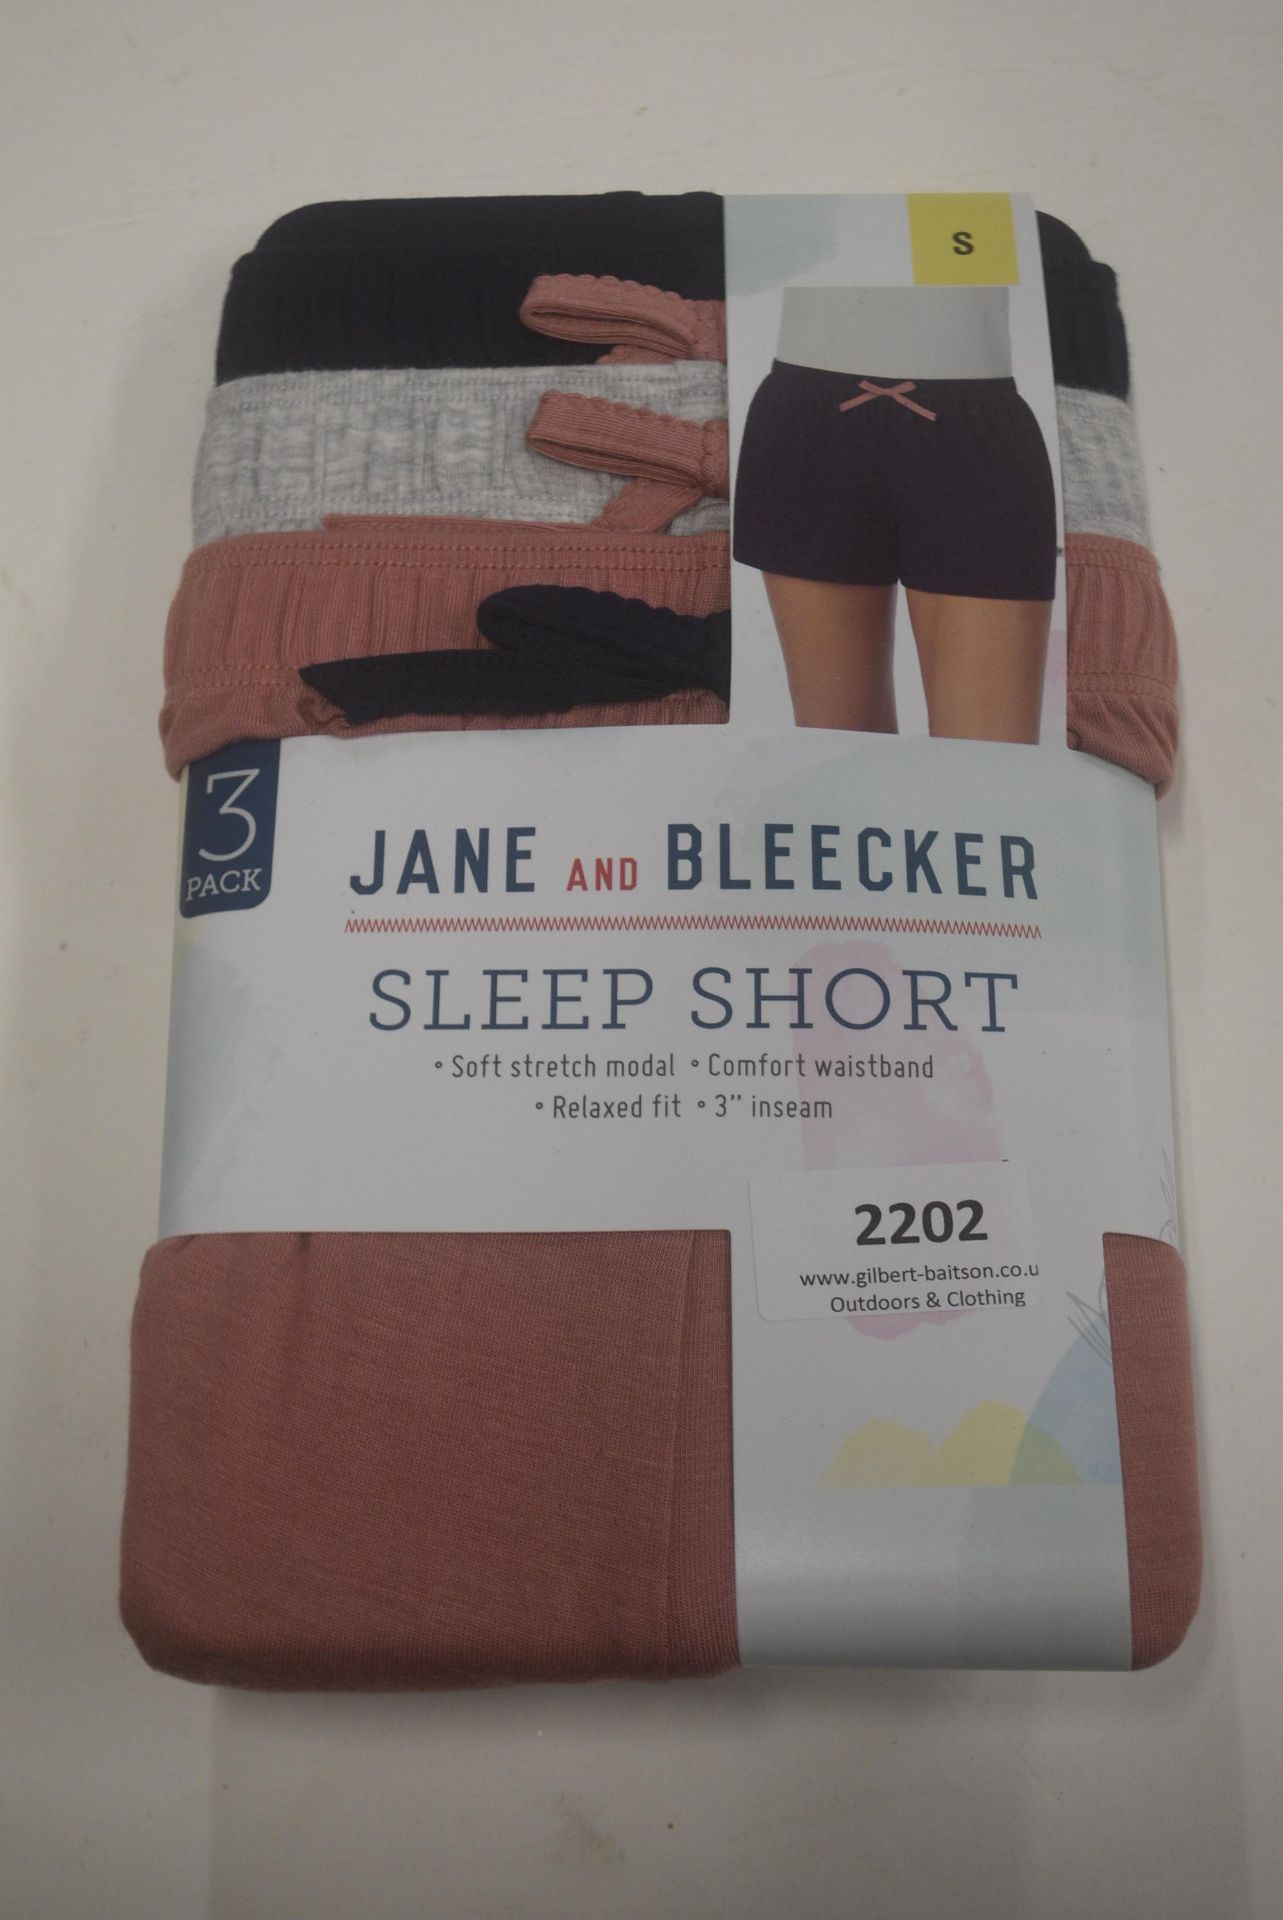 S
3
PACK
JANE AND BLEECKER
SLEEP SHORT
° Soft stretch modal ° Comfort waistband
° Relaxed fit ° 3” inseam
2202
www.gilbert-baitson.co.u
Outdoors & Clothing